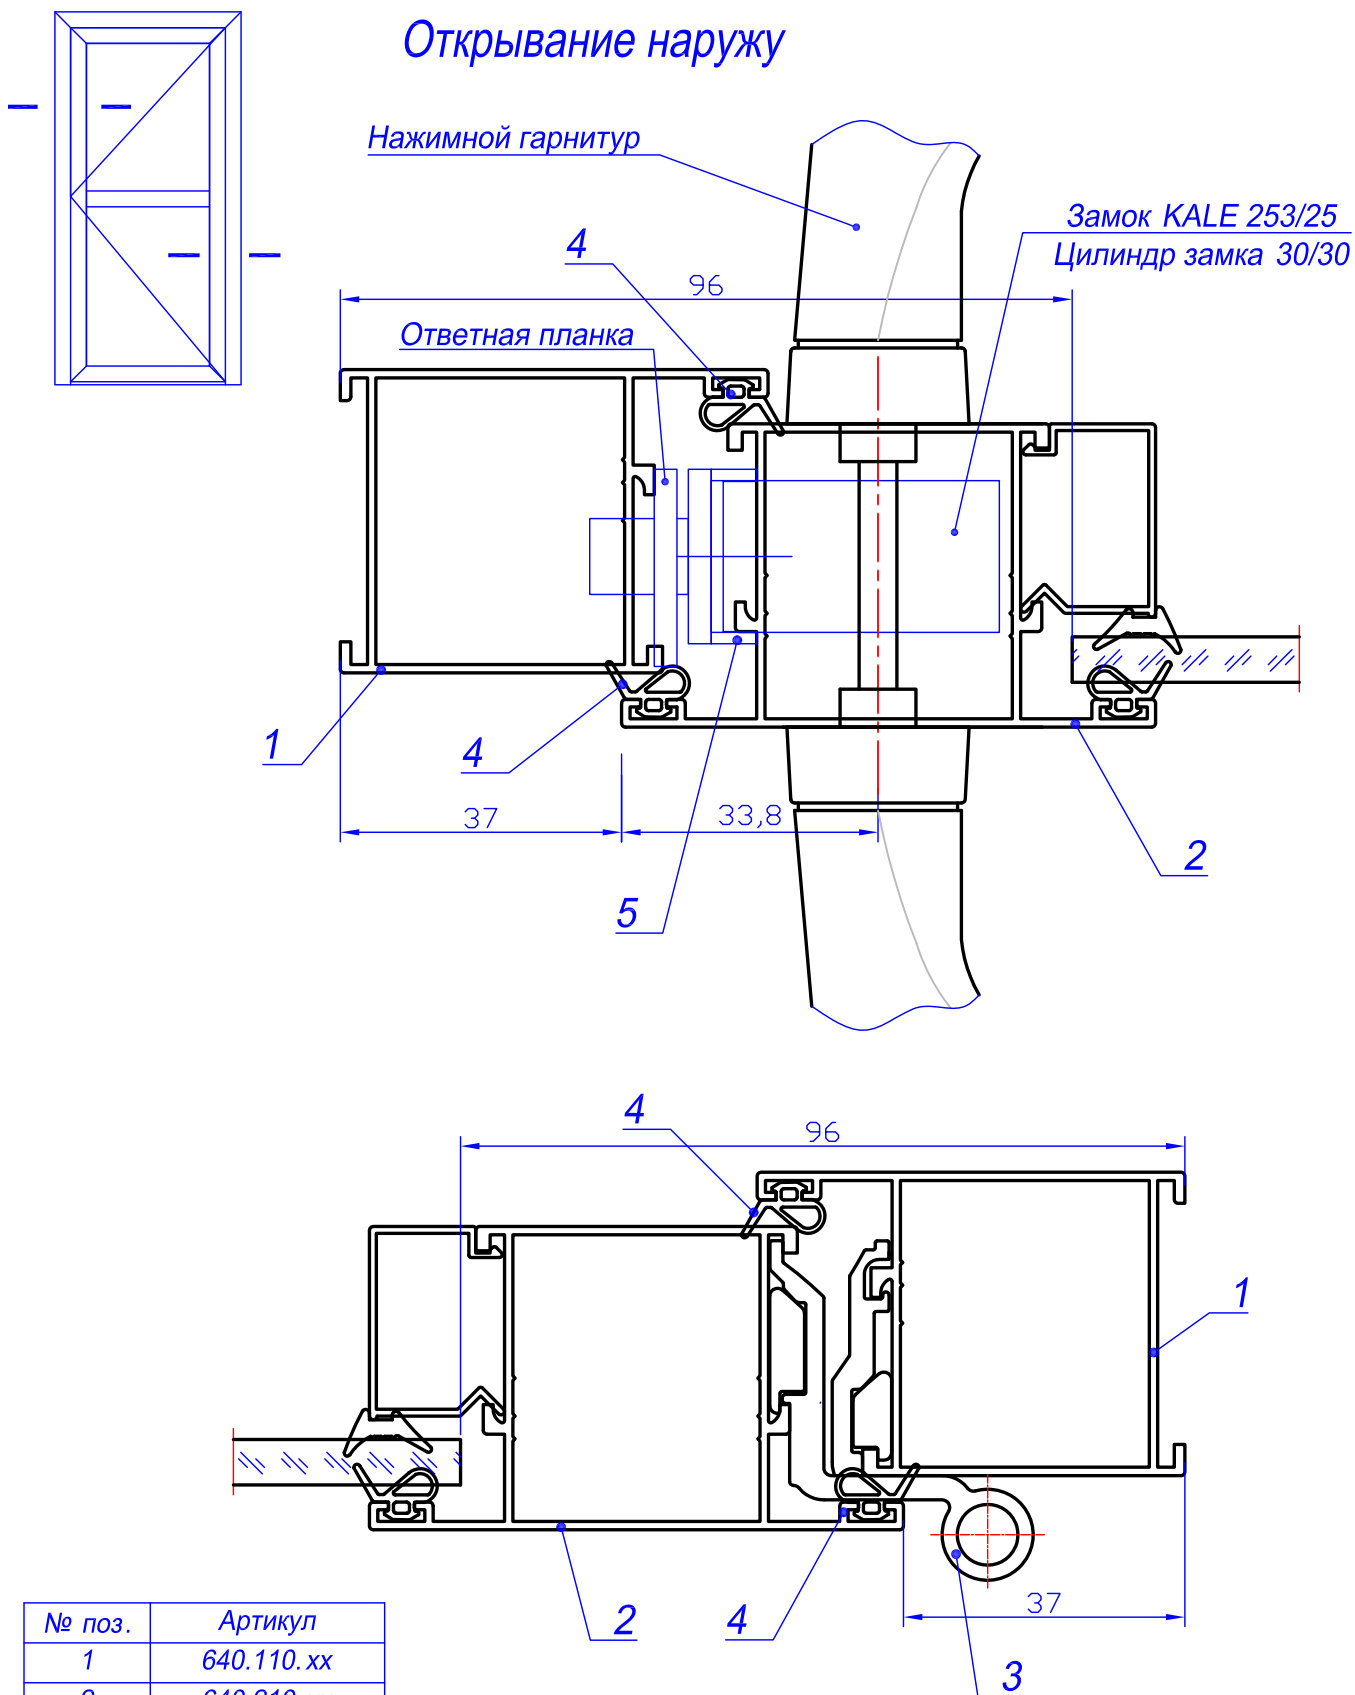 Открывание наружу
Нажимной гарнитур
Замок KALE 253/25
Цилиндр замка 30/30
4
96
Ответная планка
1
4
37
33,8
2
5
4
96
1
2
4
37
3
№ поз.
Артикул
1
640.110.xx